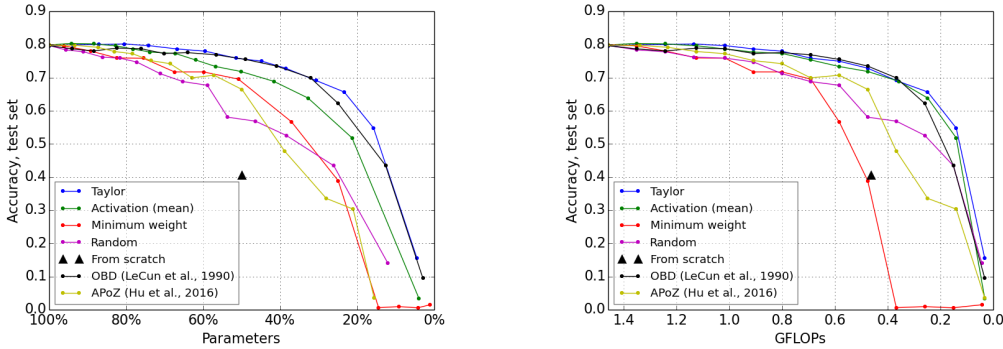 0.9
0.8
0.7
0.6
0.5
0.4
0.3
0.2
0.1
0.0
Accuracy, test set
Taylor
Activation (mean)
Minimum weight
Random
From scratch
OBD (LeCun et al., 1990)
APoZ (Hu et al., 2016)
100% 80% 60% 40% 20% 0%
Parameters
0.9
0.8
0.7
0.6
0.5
0.4
0.3
0.2
0.1
0.0
Accuracy, test set
Taylor
Activation (mean)
Minimum weight
Random
From scratch
OBD (LeCun et al., 1990)
APoZ (Hu et al., 2016)
1.4 1.2 1.0 0.8 0.6 0.4 0.2 0.0
GFLOPs